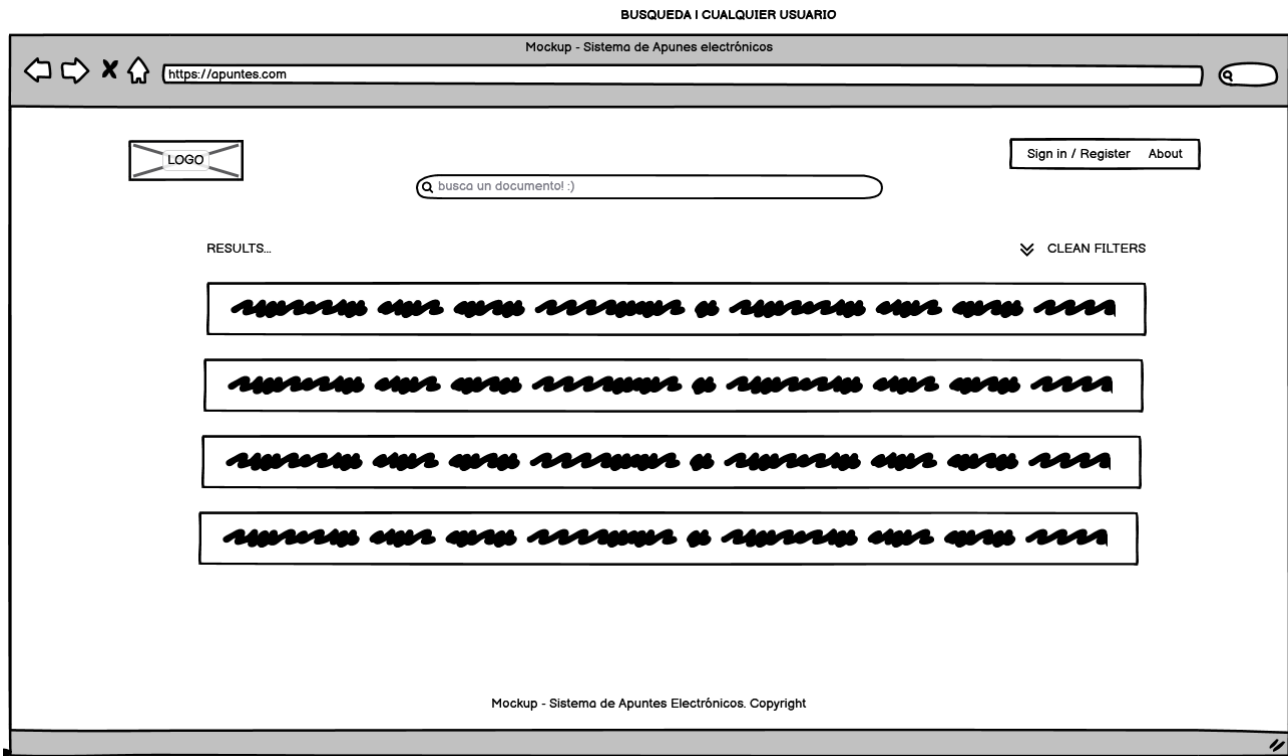 BUSQUEDA | CUALQUIER USUARIO
Mockup - Sistema de Apunes electrónicos
https://apuntes.com
LOGO
Sign in / Register About
busca un documento! :)
RESULTS...
CLEAN FILTERS
Mockup - Sistema de Apuntes Electrónicos. Copyright